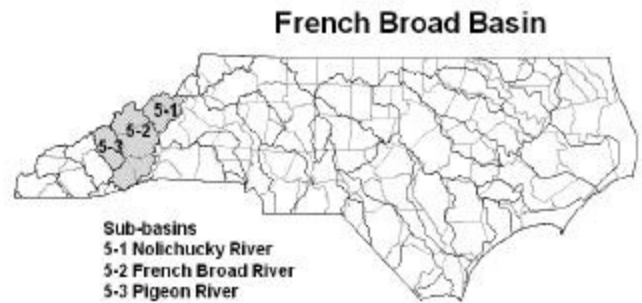 French Broad Basin
5-1
5-2
5-3
Sub-basins
5-1 Nolichucky River
5-2 French Broad River
5-3 Pigeon River